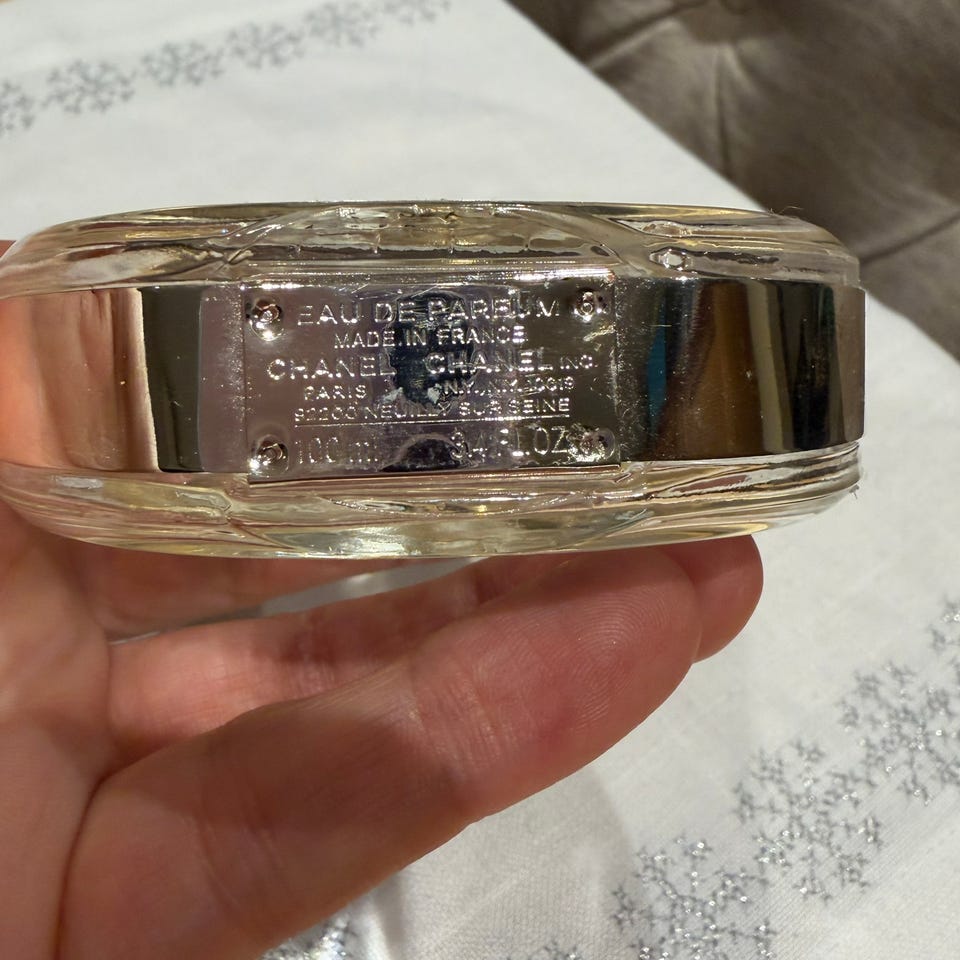 EAU DE PARFUM
MADE IN FRANCE
CHANEL CHANEL INC
PARIS N.Y. N.Y. 10019
92200 NEUILLY SUR SEINE
100 ml 3.4 FL.OZ